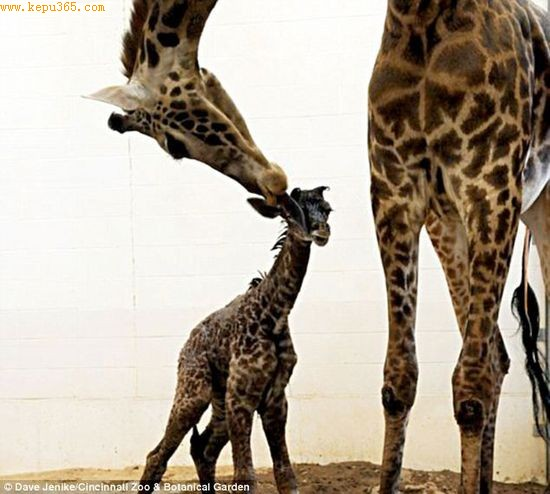 www.kepu365.com
© Dave Jenike/Cincinnati Zoo & Botanical Garden